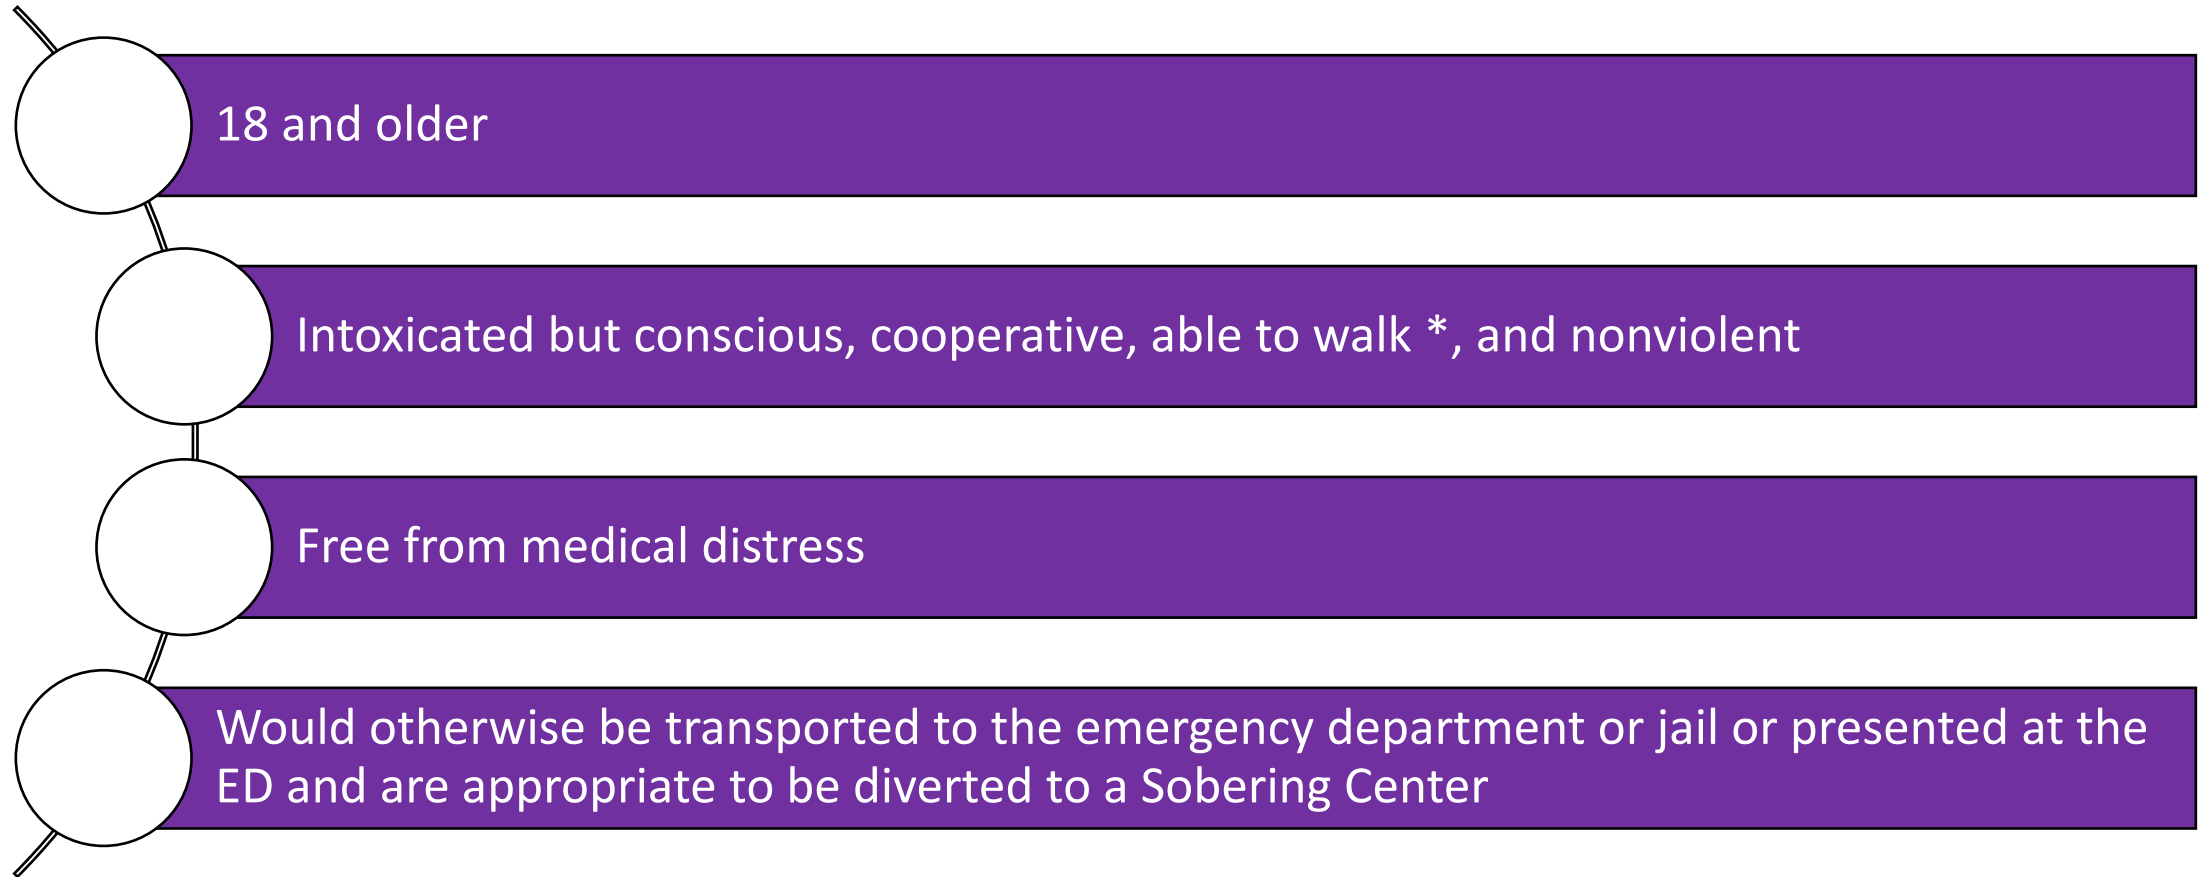 18 and older
Intoxicated but conscious, cooperative, able to walk *, and nonviolent
Free from medical distress
Would otherwise be transported to the emergency department or jail or presented at the
ED and are appropriate to be diverted to a Sobering Center